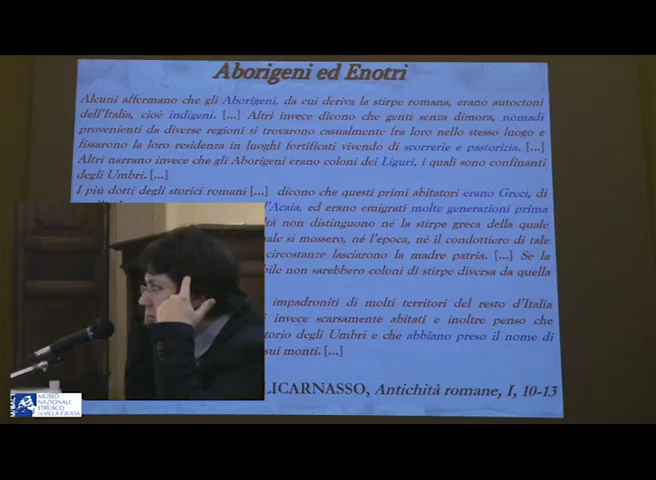 Aborigeni ed Enotri
Alcuni affermano che gli Aborigeni, da cui deriva la stirpe romana, erano autoctoni
dell'Italia, cioè indigeni. [...] Altri invece dicono che genti senza dimora, nomadi
provenienti da diverse regioni si trovarono casualmente fra loro nello stesso luogo e
fissarono la loro residenza in luoghi fortificati vivendo di scorrerie e pastorizia. [...]
Altri narrano invece che gli Aborigeni erano coloni dei Liguri, i quali sono confinanti
degli Umbri. [...]
I più dotti degli storici romani [...] dicono che questi primi abitatori erano Greci, di
l'Acaia, ed erano emigrati molte generazioni prima
non distinguono né la stirpe greca della quale
si mossero, né l'epoca, né il condottiero di tale
circostanze lasciarono la madre patria. [...] Se la
non sarebbero coloni di stirpe diversa da quella
impadroniti di molti territori del resto d'Italia
invece scarsamente abitati e inoltre penso che
degli Umbri e che abbiano preso il nome di
sui monti. [...]
LICARNASSO, Antichità romane, I, 10-13
MUSEO
NAZIONALE
ETRUSCO
DI VILLA GIULIA